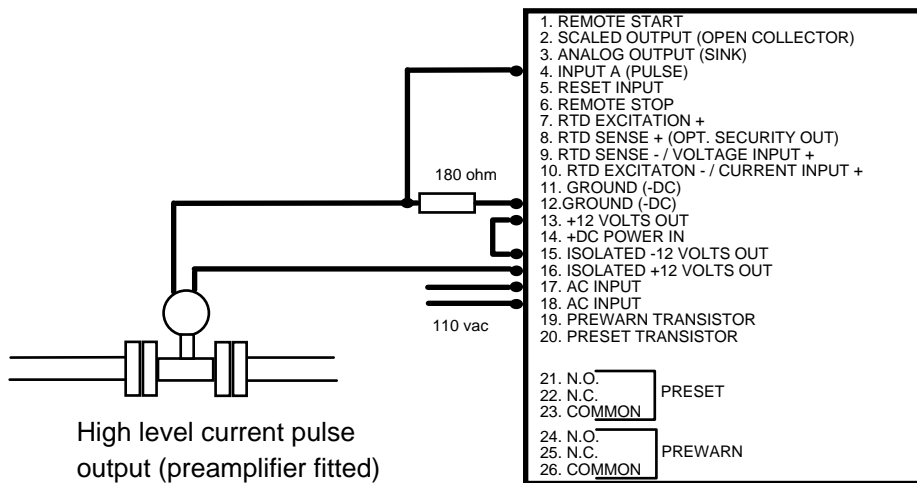 1. REMOTE START
2. SCALED OUTPUT (OPEN COLLECTOR)
3. ANALOG OUTPUT (SINK)
4. INPUT A (PULSE)
5. RESET INPUT
6. REMOTE STOP
7. RTD EXCITATION +
8. RTD SENSE + (OPT. SECURITY OUT)
9. RTD SENSE - / VOLTAGE INPUT +
10. RTD EXCITATON - / CURRENT INPUT +
11. GROUND (-DC)
12.GROUND (-DC)
13. +12 VOLTS OUT
14. +DC POWER IN
15. ISOLATED -12 VOLTS OUT
16. ISOLATED +12 VOLTS OUT
17. AC INPUT
18. AC INPUT
19. PREWARN TRANSISTOR
20. PRESET TRANSISTOR
21. N.O.
22. N.C.
23. COMMON
PRESET
24. N.O.
25. N.C.
26. COMMON
PREWARN
180 ohm
110 vac
High level current pulse
output (preamplifier fitted)